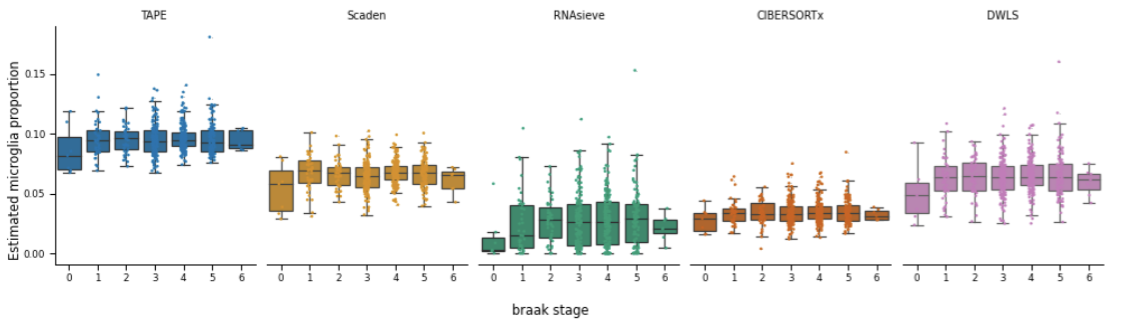 TAPE Scaden RNAsieve CIBERSORTx DWLS
Estimated microglia proportion
0.15
0.10
0.05
0.00
0 1 2 3 4 5 6 0 1 2 3 4 5 6 0 1 2 3 4 5 6 0 1 2 3 4 5 6 0 1 2 3 4 5 6
braak stage